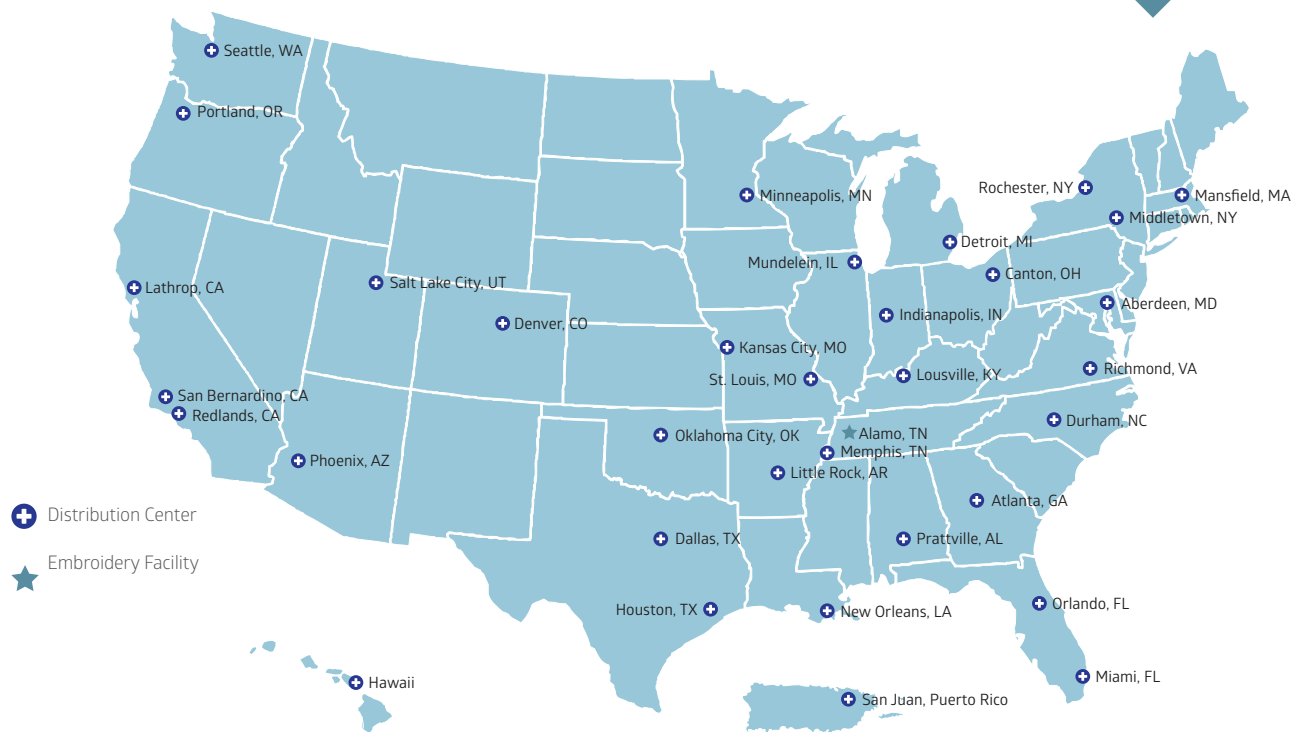 Seattle, WA
Portland, OR
Minneapolis, MN
Rochester, NY
Mansfield, MA
Middletown, NY
Detroit, MI
Mundelein, IL
Canton, OH
Lathrop, CA
Salt Lake City, UT
Aberdeen, MD
Indianapolis, IN
Denver, CO
Kansas City, MO
St. Louis, MO
Lousville, KY
Richmond, VA
San Bernardino, CA
Redlands, CA
Durham, NC
Oklahoma City, OK
Alamo, TN
Memphis, TN
Phoenix, AZ
Little Rock, AR
Atlanta, GA
Distribution Center
Dallas, TX
Prattville, AL
Embroidery Facility
Houston, TX
New Orleans, LA
Orlando, FL
Miami, FL
Hawaii
San Juan, Puerto Rico